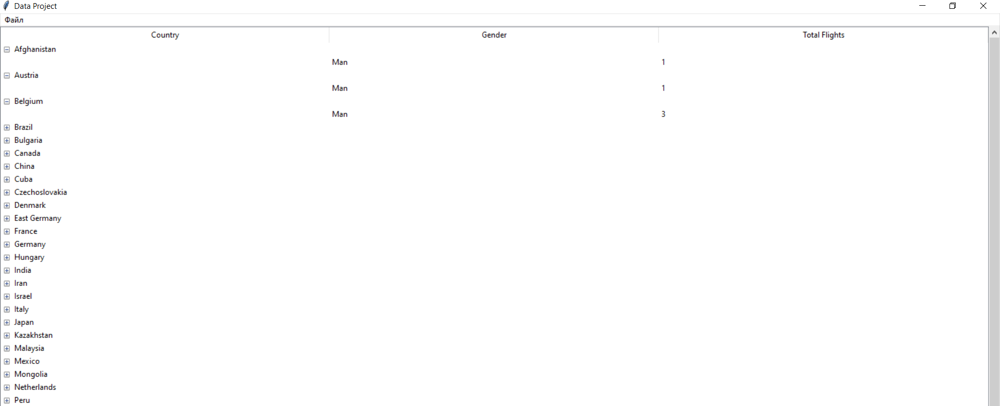 Data Project
Файл
Country Gender Total Flights
Afghanistan
Man 1
Austria
Man 1
Belgium
Man 3
Brazil
Bulgaria
Canada
China
Cuba
Czechoslovakia
Denmark
East Germany
France
Germany
Hungary
India
Iran
Israel
Italy
Japan
Kazakhstan
Malaysia
Mexico
Mongolia
Netherlands
Peru